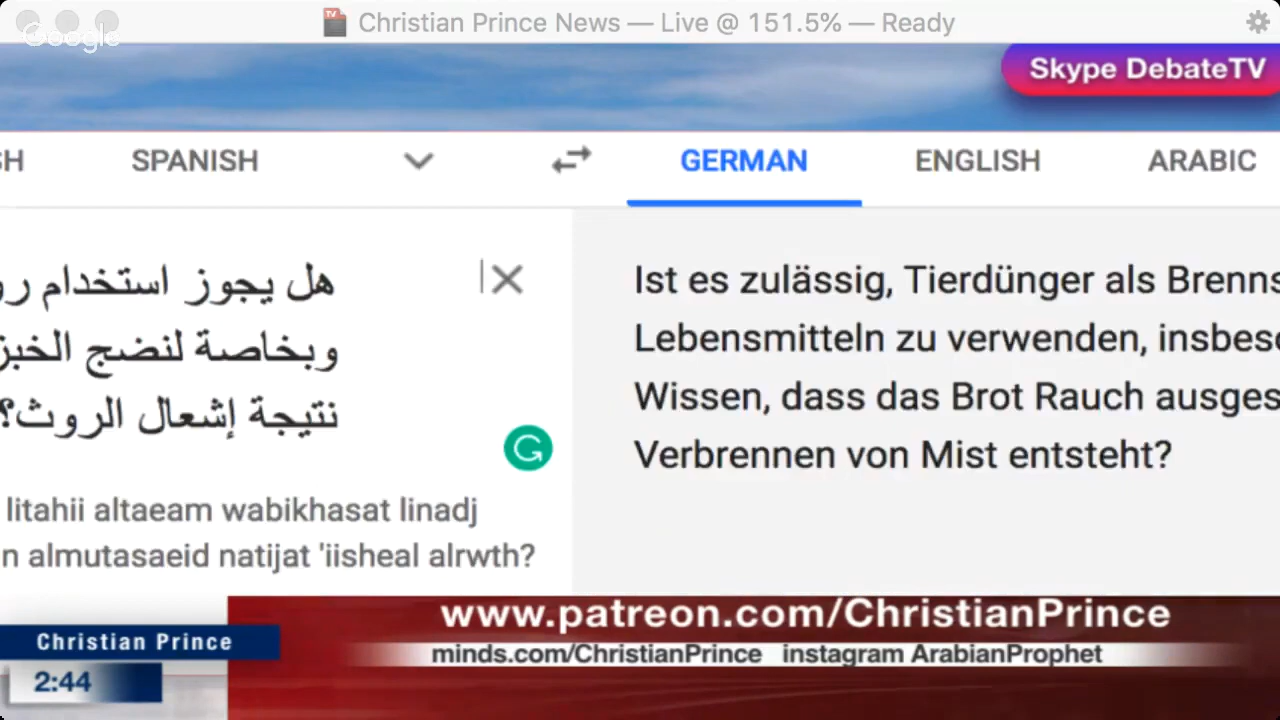 Christian Prince News — Live @ 151.5% — Ready
Google
Skype DebateTV
SPANISH
GERMAN
ENGLISH
ARABIC
هل يجوز استخدام
وبخاصة لنضج الخبز
نتيجة إشعال الروث؟
litahii altaeam wabikhasat linadj
almutasaeid natijat 'iisheal alrwth?
Ist es zulässig, Tierdünger als
Lebensmitteln zu verwenden,
Wissen, dass das Brot Rauch
Verbrennen von Mist entsteht?
www.patreon.com/ChristianPrince
minds.com/ChristianPrince instagram ArabianProphet
Christian Prince
2:44